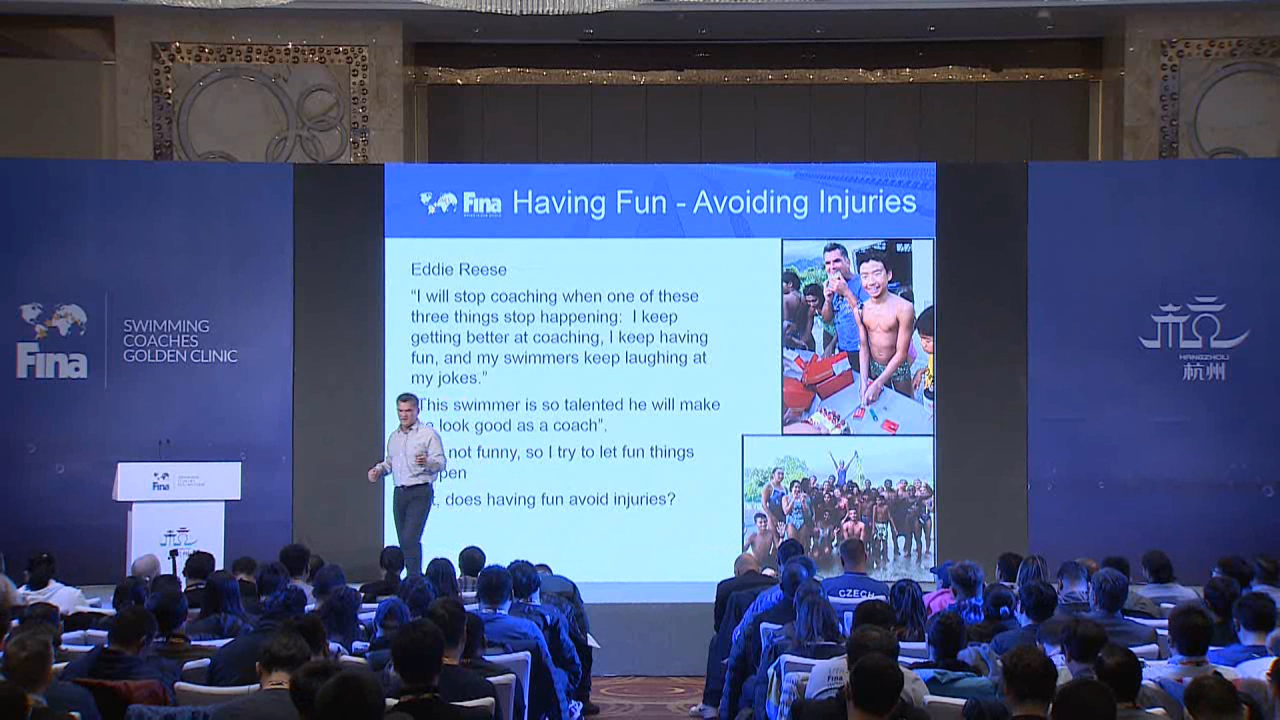 Fina Having Fun - Avoiding Injuries
Eddie Reese
“I will stop coaching when one of these
three things stop happening: I keep
getting better at coaching, I keep having
fun, and my swimmers keep laughing at
my jokes.”
This swimmer is so talented he will make
look good as a coach”.
not funny, so I try to let fun things
pen
, does having fun avoid injuries?
Fina
SWIMMING
COACHES
GOLDEN CLINIC
HANGZHOU
杭州
Fina
CZECH